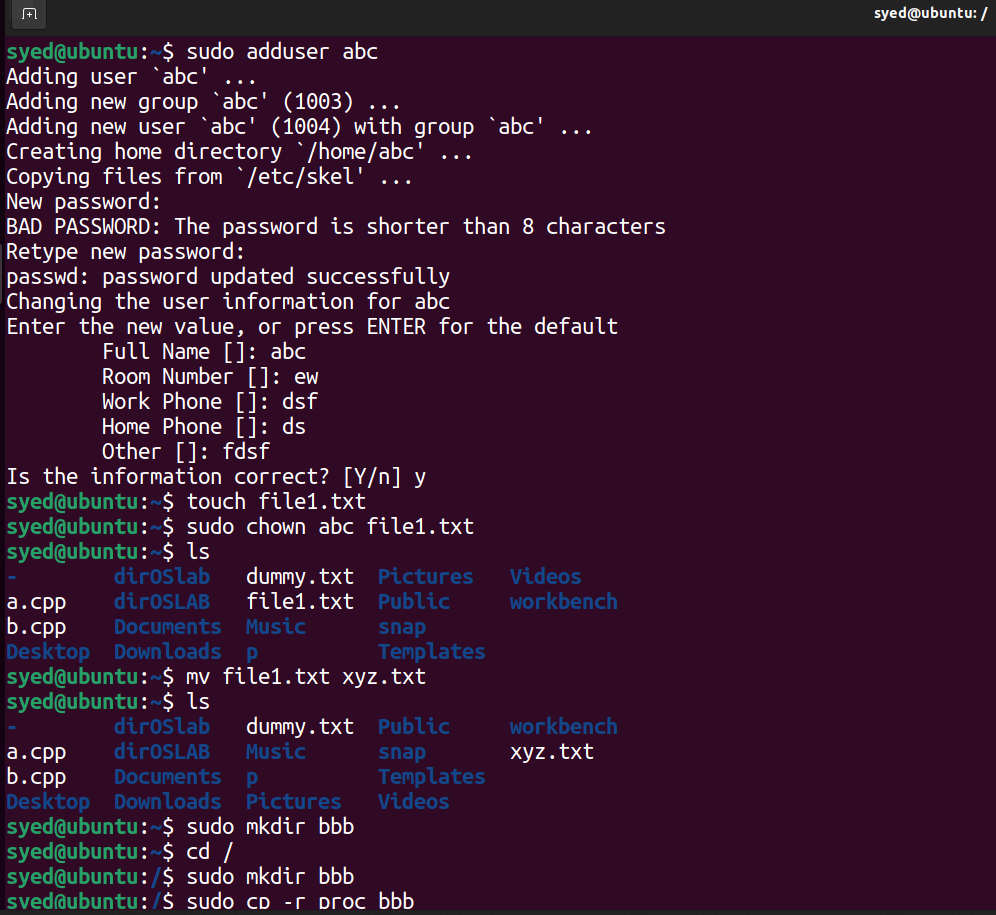 syed@ubuntu: /
syed@ubuntu:~$ sudo adduser abc
Adding user `abc' ...
Adding new group `abc' (1003) ...
Adding new user `abc' (1004) with group `abc' ...
Creating home directory `/home/abc' ...
Copying files from `/etc/skel' ...
New password:
BAD PASSWORD: The password is shorter than 8 characters
Retype new password:
passwd: password updated successfully
Changing the user information for abc
Enter the new value, or press ENTER for the default
        Full Name []: abc
        Room Number []: ew
        Work Phone []: dsf
        Home Phone []: ds
        Other []: fdsf
Is the information correct? [Y/n] y
syed@ubuntu:~$ touch file1.txt
syed@ubuntu:~$ sudo chown abc file1.txt
syed@ubuntu:~$ ls
-        dirOSlab   dummy.txt  Pictures   Videos
a.cpp    dirOSLAB   file1.txt  Public     workbench
b.cpp    Documents  Music      snap
Desktop  Downloads  p          Templates
syed@ubuntu:~$ mv file1.txt xyz.txt
syed@ubuntu:~$ ls
-        dirOSlab   dummy.txt  Public     workbench
a.cpp    dirOSLAB   Music      snap       xyz.txt
b.cpp    Documents  p          Templates
Desktop  Downloads  Pictures   Videos
syed@ubuntu:~$ sudo mkdir bbb
syed@ubuntu:~$ cd /
syed@ubuntu:/$ sudo mkdir bbb
syed@ubuntu:/$ sudo cp -r proc bbb